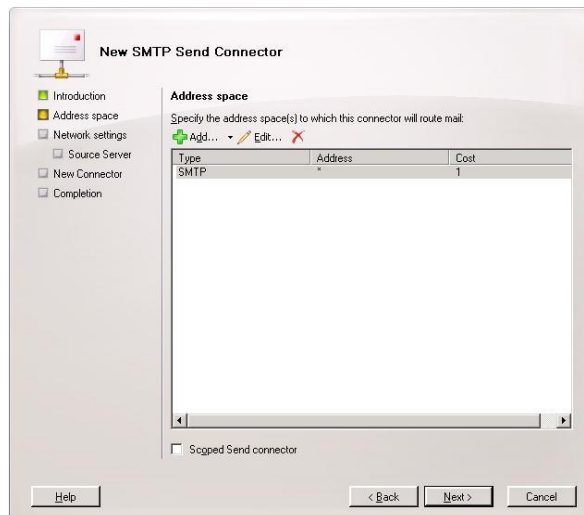 New SMTP Send Connector
Introduction
Address space
Network settings
Source Server
New Connector
Completion
Address space
Specify the address space(s) to which this connector will route mail:
Add... Edit...
Type Address Cost
SMTP * 1
Scoped Send connector
Help < Back Next > Cancel